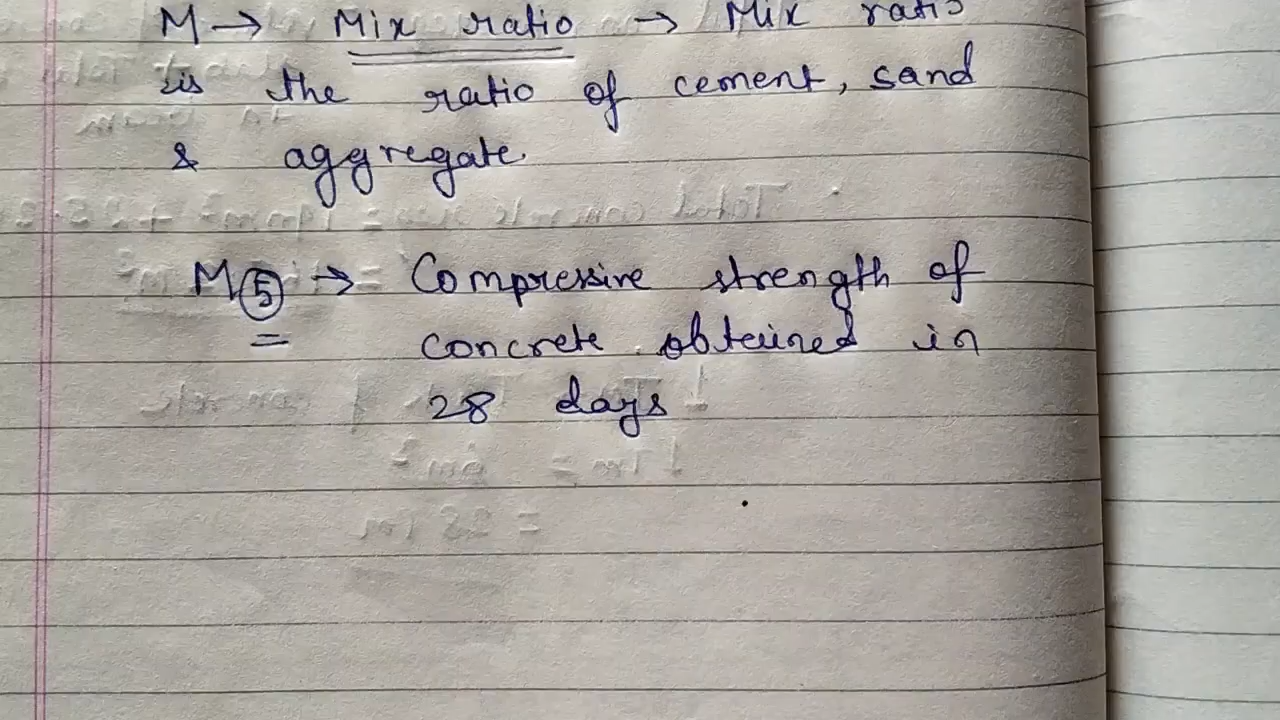 M → Mix ratio → Mix ratio
is the ratio of cement, sand
& aggregate
M5 → Compressive strength of
concrete obtained in
28 days